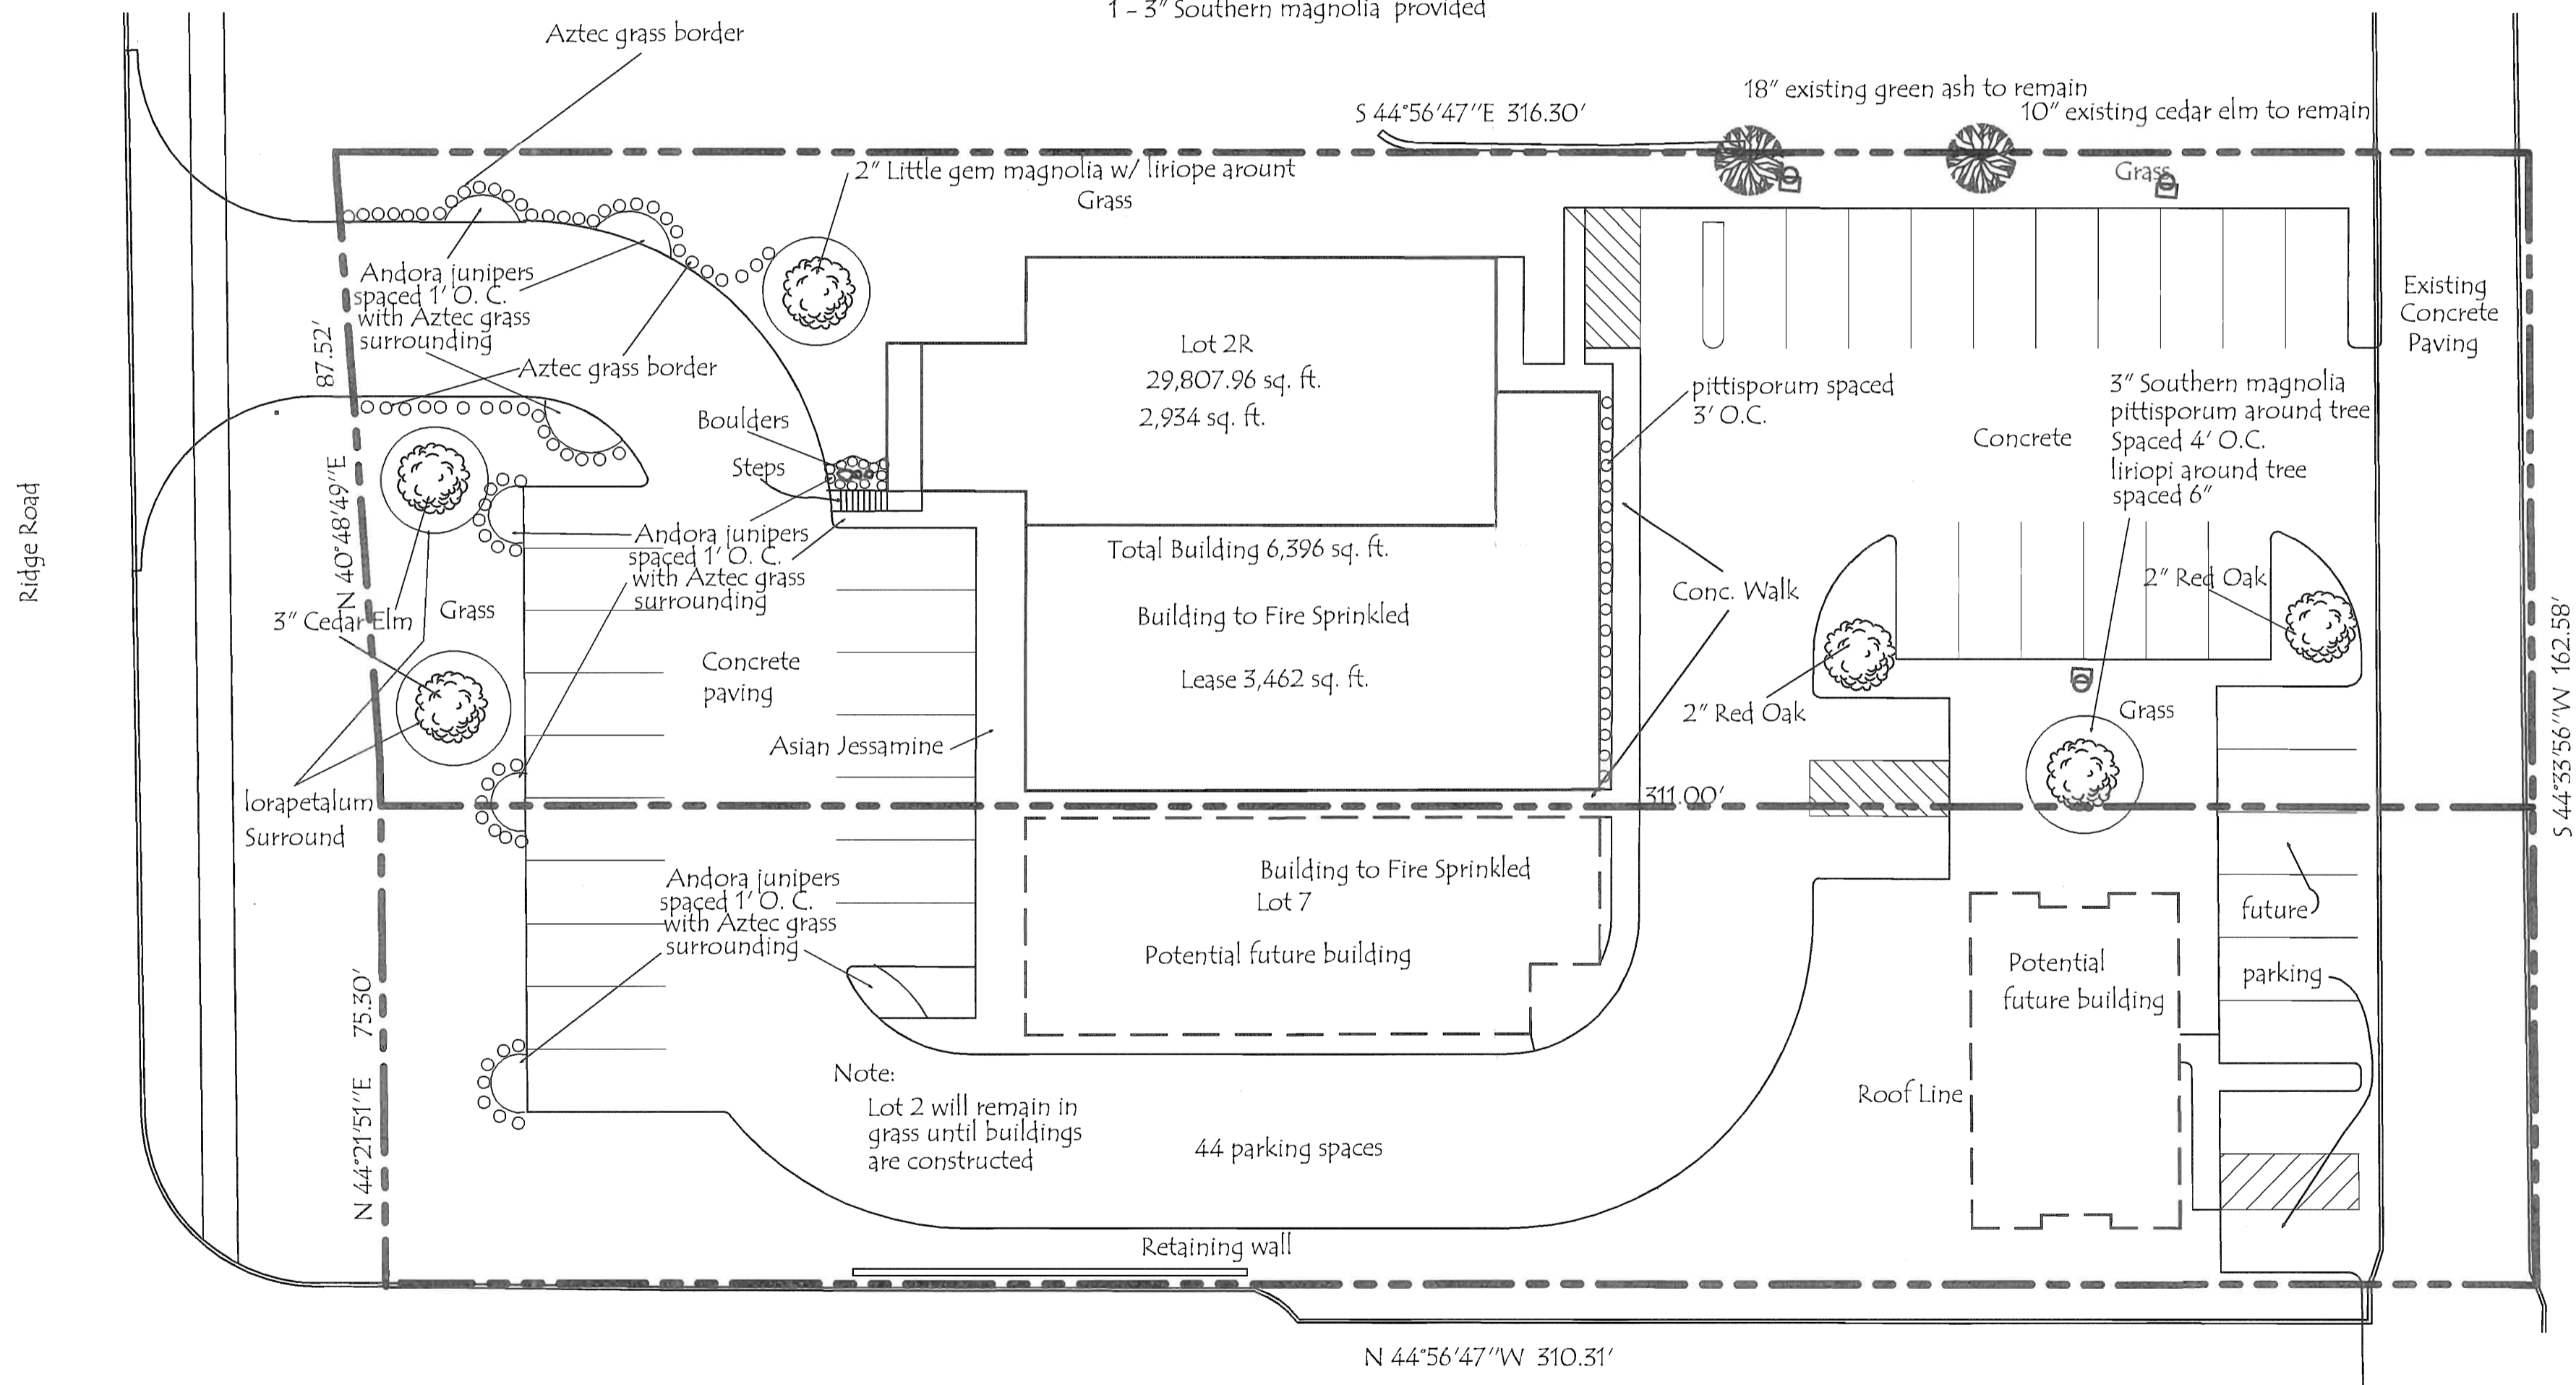 1 - 3" Southern magnolia provided
Aztec grass border
18" existing green ash to remain
10" existing cedar elm to remain
S 44°56'47"E 316.30'
2" Little gem magnolia w/ liriope arount
Grass
Grass
Andora junipers
spaced 1' O. C.
with Aztec grass
surrounding
87.52'
Aztec grass border
Existing
Concrete
Paving
Lot 2R
29,807.96 sq. ft.
2,934 sq. ft.
Boulders
Steps
pittisporum spaced
3' O.C.
Concrete
3" Southern magnolia
pittisporum around tree
Spaced 4' O.C.
liriopi around tree
spaced 6"
Ridge Road
N 40°48'49"E
Andora junipers
spaced 1' O. C.
with Aztec grass
surrounding
Total Building 6,396 sq. ft.
Building to Fire Sprinkled
Lease 3,462 sq. ft.
Conc. Walk
2" Red Oak
2" Red Oak
3" Cedar Elm
Grass
Concrete
paving
Asian Jessamine
Grass
S 44°33'56"W 162.58'
lorapetalum
Surround
311.00'
Andora junipers
spaced 1' O. C.
with Aztec grass
surrounding
Building to Fire Sprinkled
Lot 7
Potential future building
future
parking
Potential
future building
Roof Line
N 44°21'51"E 75.30'
Note:
Lot 2 will remain in
grass until buildings
are constructed
44 parking spaces
Retaining wall
N 44°56'47"W 310.31'